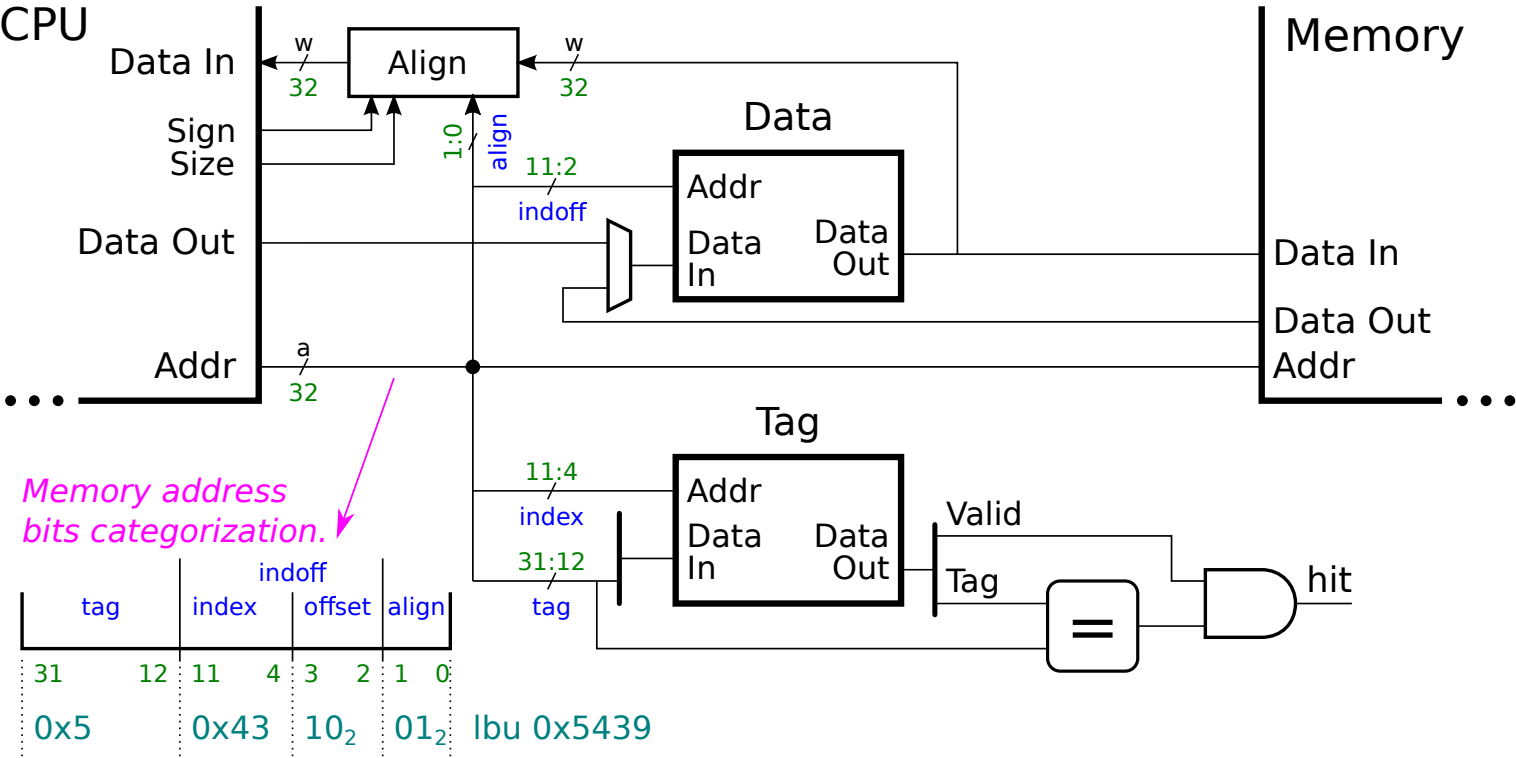 CPU
Memory
Data In
w
32
Align
w
32
Sign
Size
1:0
align
Data
11:2
indoff
Addr
Data
In
Data
Out
Data Out
Data In
Data Out
Addr
a
32
Addr
Tag
Memory address
bits categorization.
11:4
index
Addr
Data
In
Data
Out
31:12
tag
Valid
Tag
=
hit
indoff
tag index offset align
31 12 11 4 3 2 1 0
0x5 0x43 10₂ 01₂ lbu 0x5439